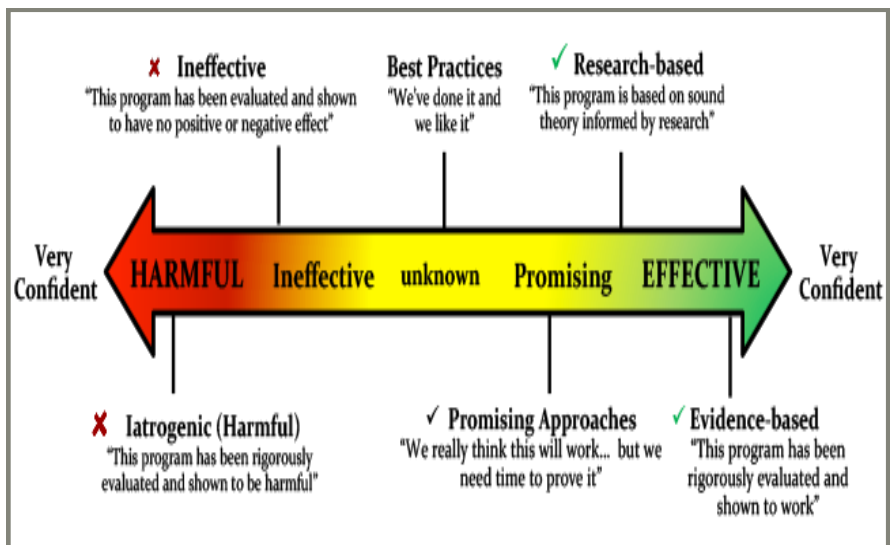 ✗ Ineffective
“This program has been evaluated and shown
to have no positive or negative effect”
Best Practices
“We've done it and
we like it”
✓ Research-based
“This program is based on sound
theory informed by research”
Very
Confident
HARMFUL Ineffective unknown Promising EFFECTIVE
Very
Confident
✗ Iatrogenic (Harmful)
“This program has been rigorously
evaluated and shown to be harmful”
✓ Promising Approaches
“We really think this will work... but we
need time to prove it”
✓ Evidence-based
“This program has been
rigorously evaluated and
shown to work”